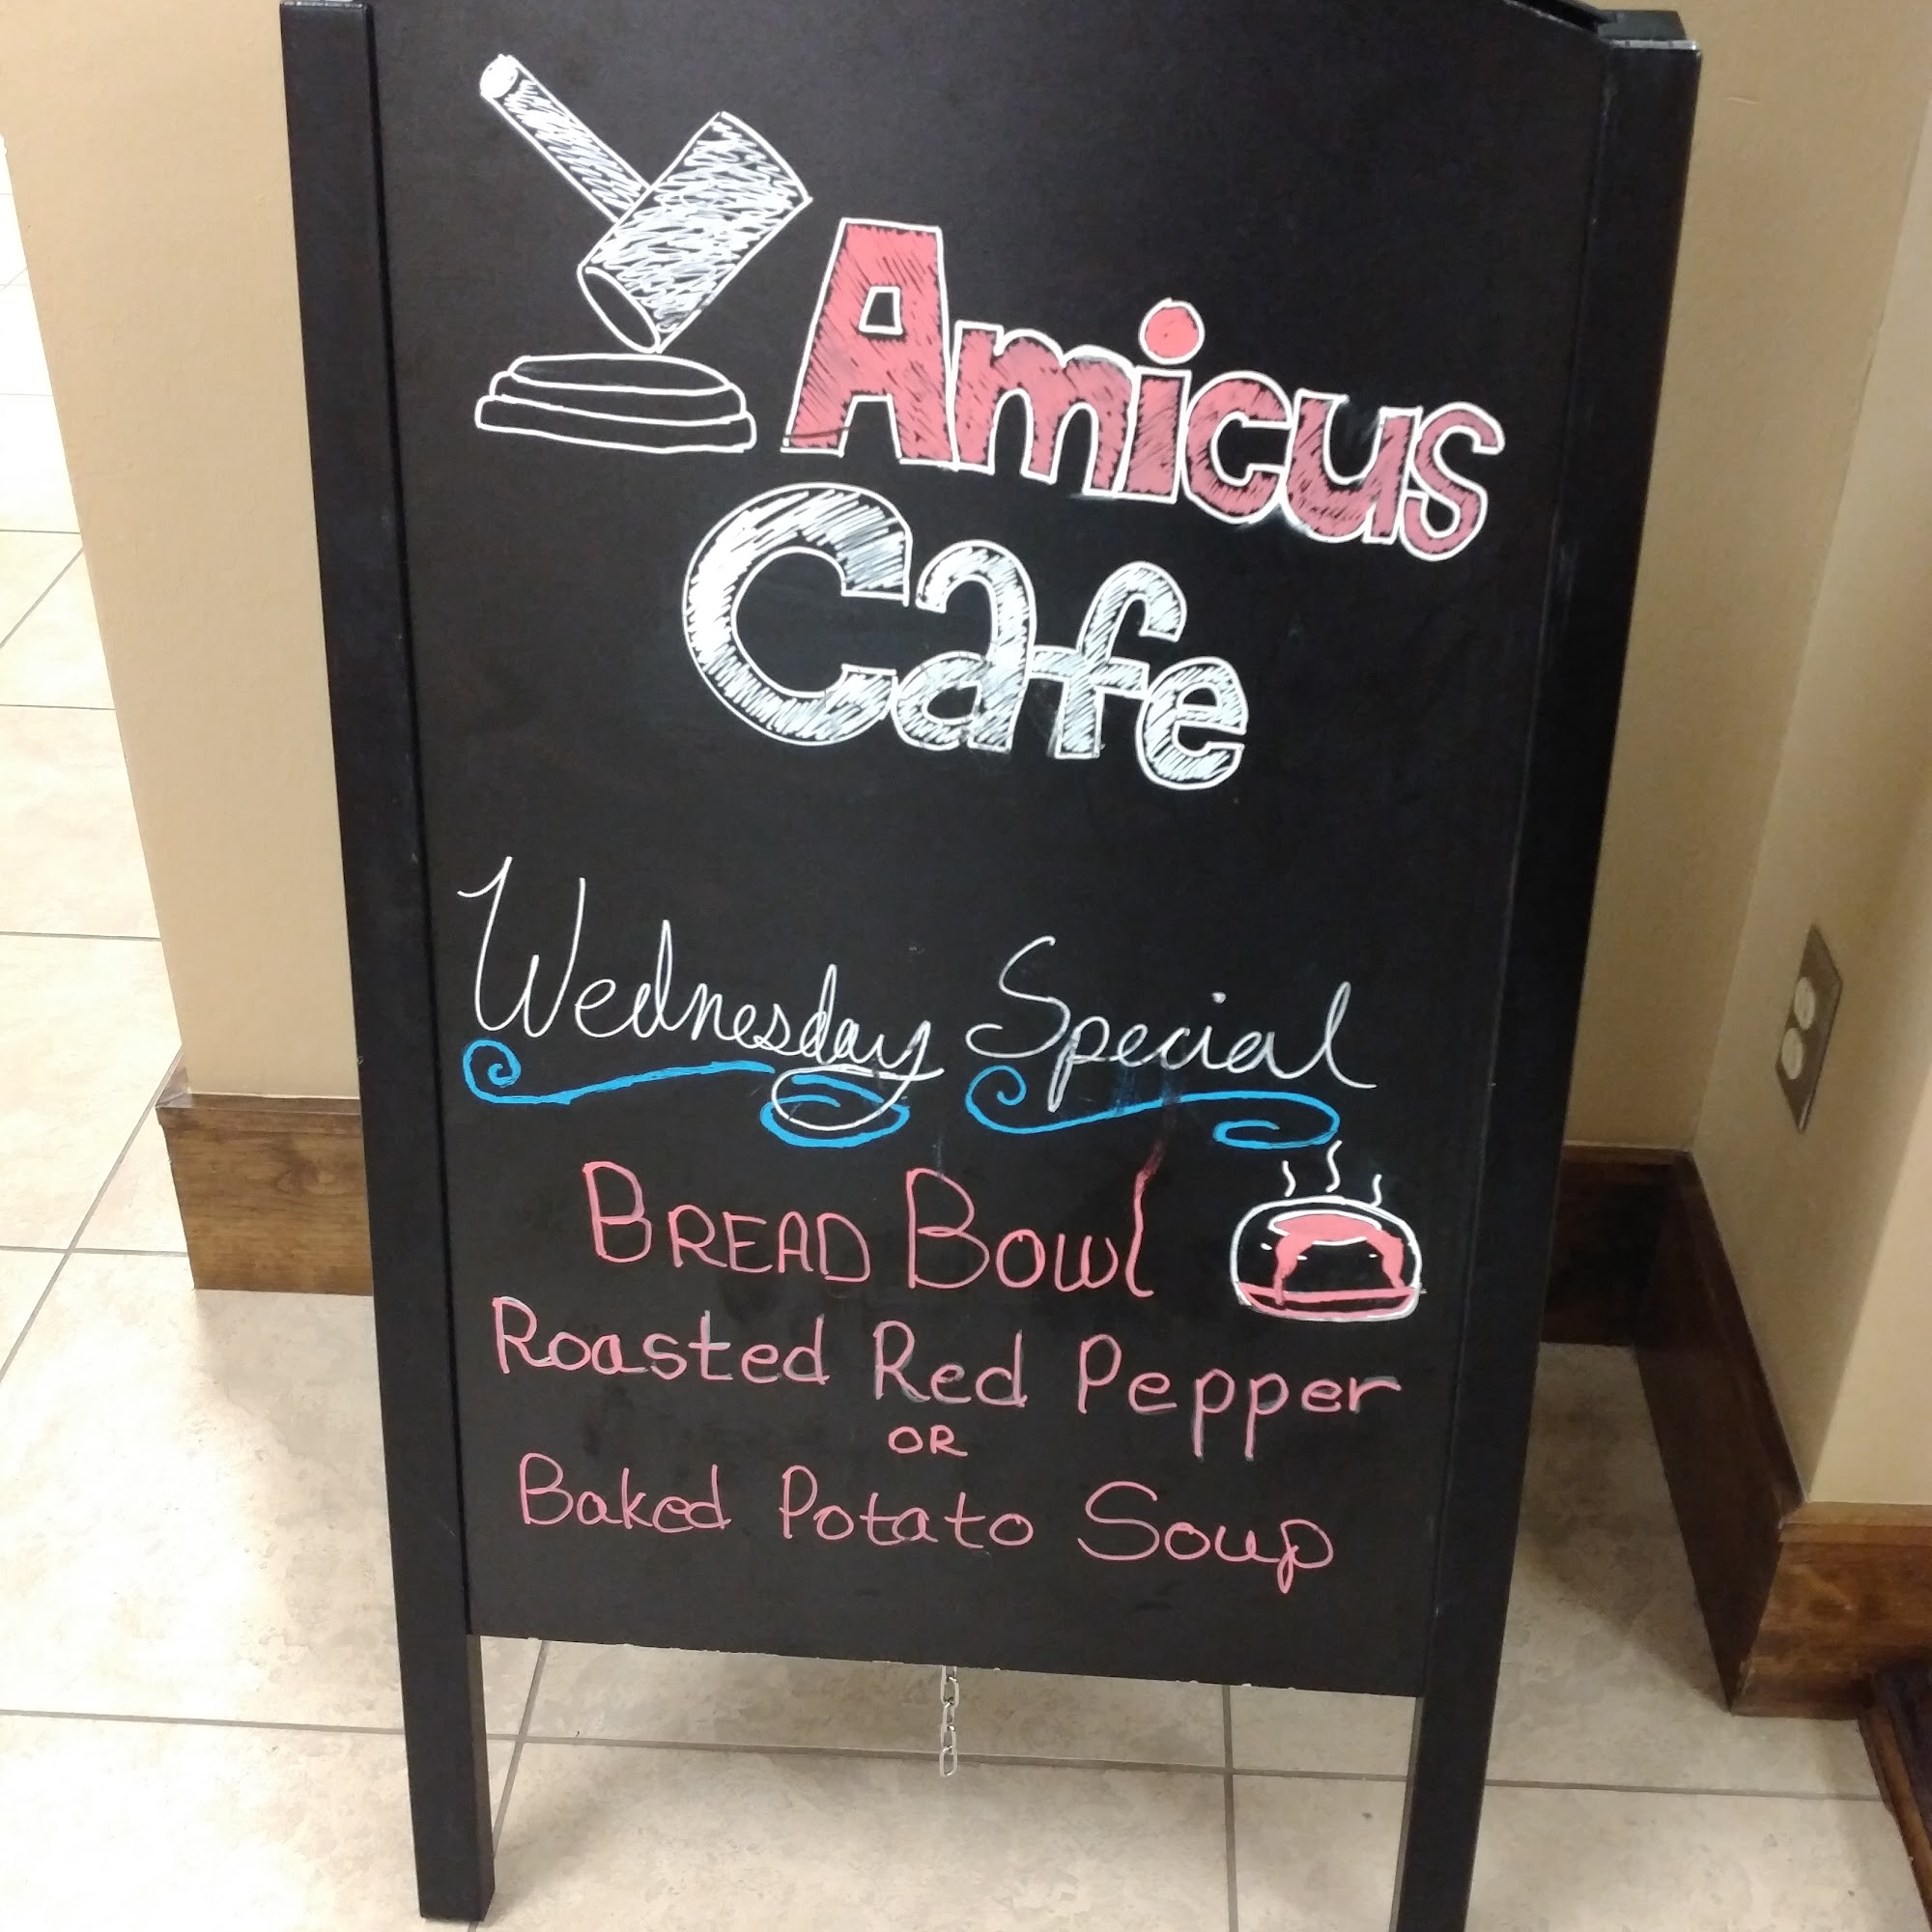 Amicus
Cafe
Wednesday Special
BREAD BOWl
Roasted Red Pepper
OR
Baked Potato Soup